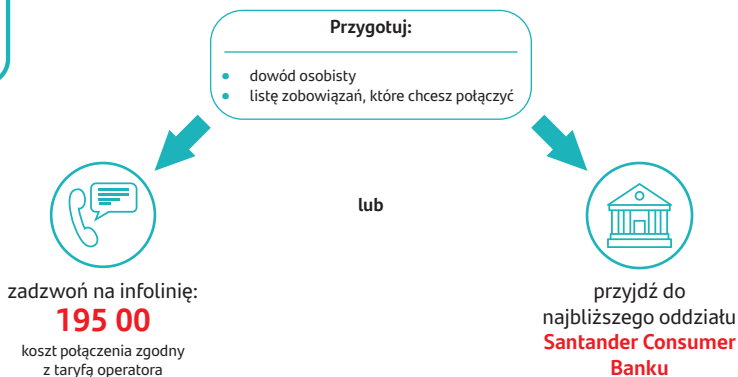 Przygotuj:
• dowód osobisty
• listę zobowiązań, które chcesz połączyć
lub
zadzwoń na infolinię:
195 00
koszt połączenia zgodny
z taryfą operatora
przyjdź do
najbliższego oddziału
Santander Consumer
Banku